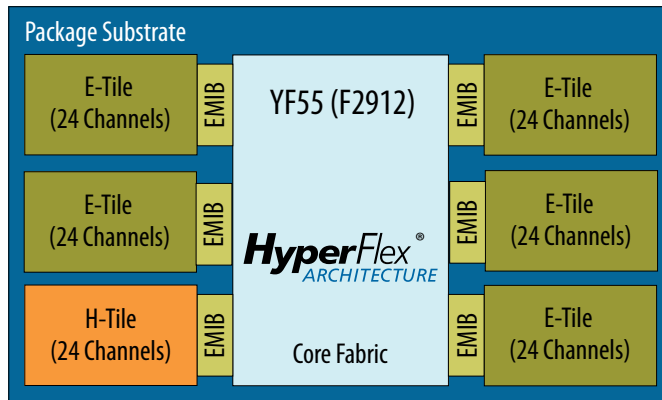 Package Substrate
E-Tile
(24 Channels)
EMIB
YF55 (F2912)
EMIB
E-Tile
(24 Channels)
E-Tile
(24 Channels)
EMIB
HyperFlex®
ARCHITECTURE
EMIB
E-Tile
(24 Channels)
H-Tile
(24 Channels)
EMIB
Core Fabric
EMIB
E-Tile
(24 Channels)